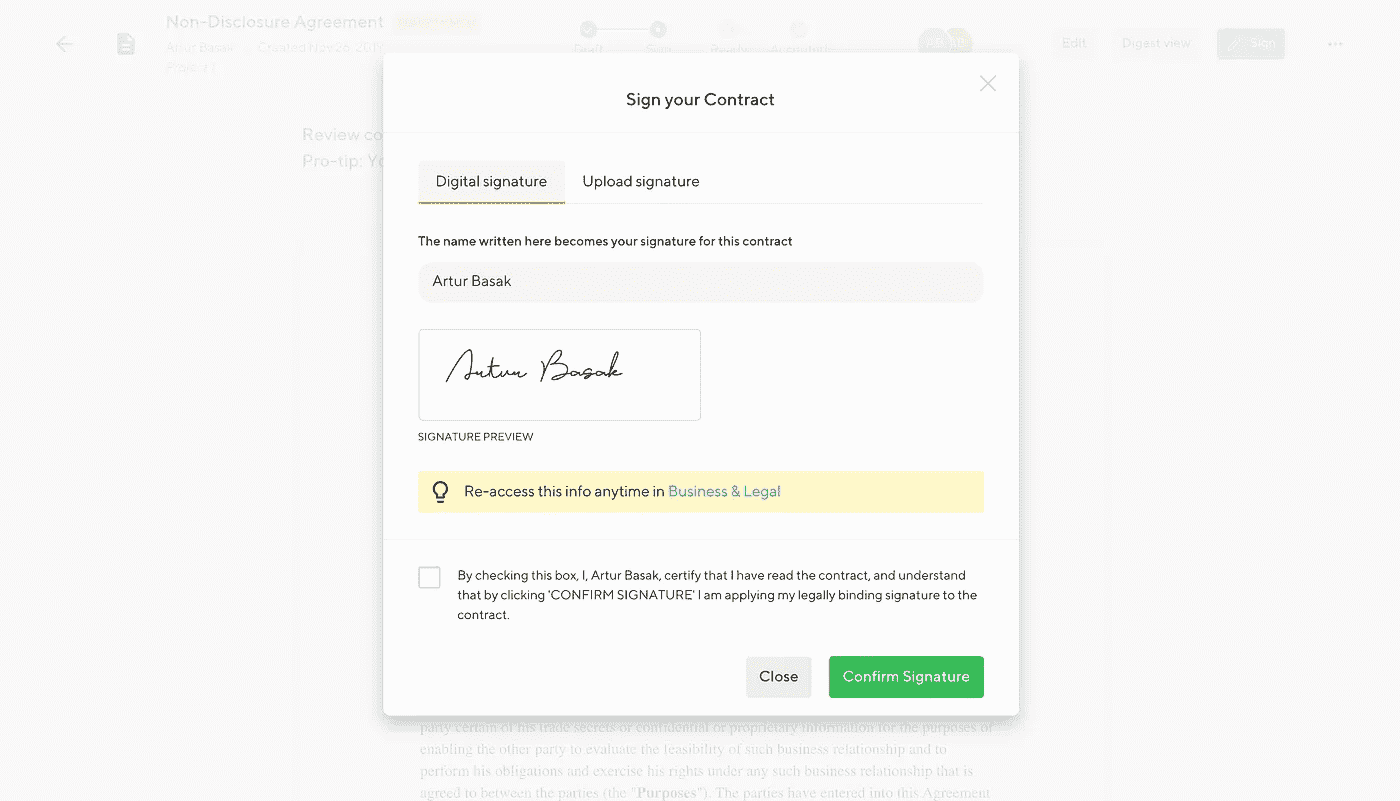 Non-Disclosure Agreement
Artur Basak Created Nov 25,
Project
Draft Sign Ready
Edit Digest view Sign
Sign your Contract
Review co
Pro-tip: Yo
Digital signature Upload signature
The name written here becomes your signature for this contract
Artur Basak
Artur Basak
SIGNATURE PREVIEW
Re-access this info anytime in Business & Legal
By checking this box, I, Artur Basak, certify that I have read the contract, and understand
that by clicking 'CONFIRM SIGNATURE' I am applying my legally binding signature to the
contract.
Close Confirm Signature
party certain of his trade secrets or confidential or proprietary information for the purposes of
enabling the other party to evaluate the feasibility of such business relationship and to
perform his obligations and exercise his rights under any such business relationship that is
agreed to between the parties (the "Purposes"). The parties have entered into this Agreement